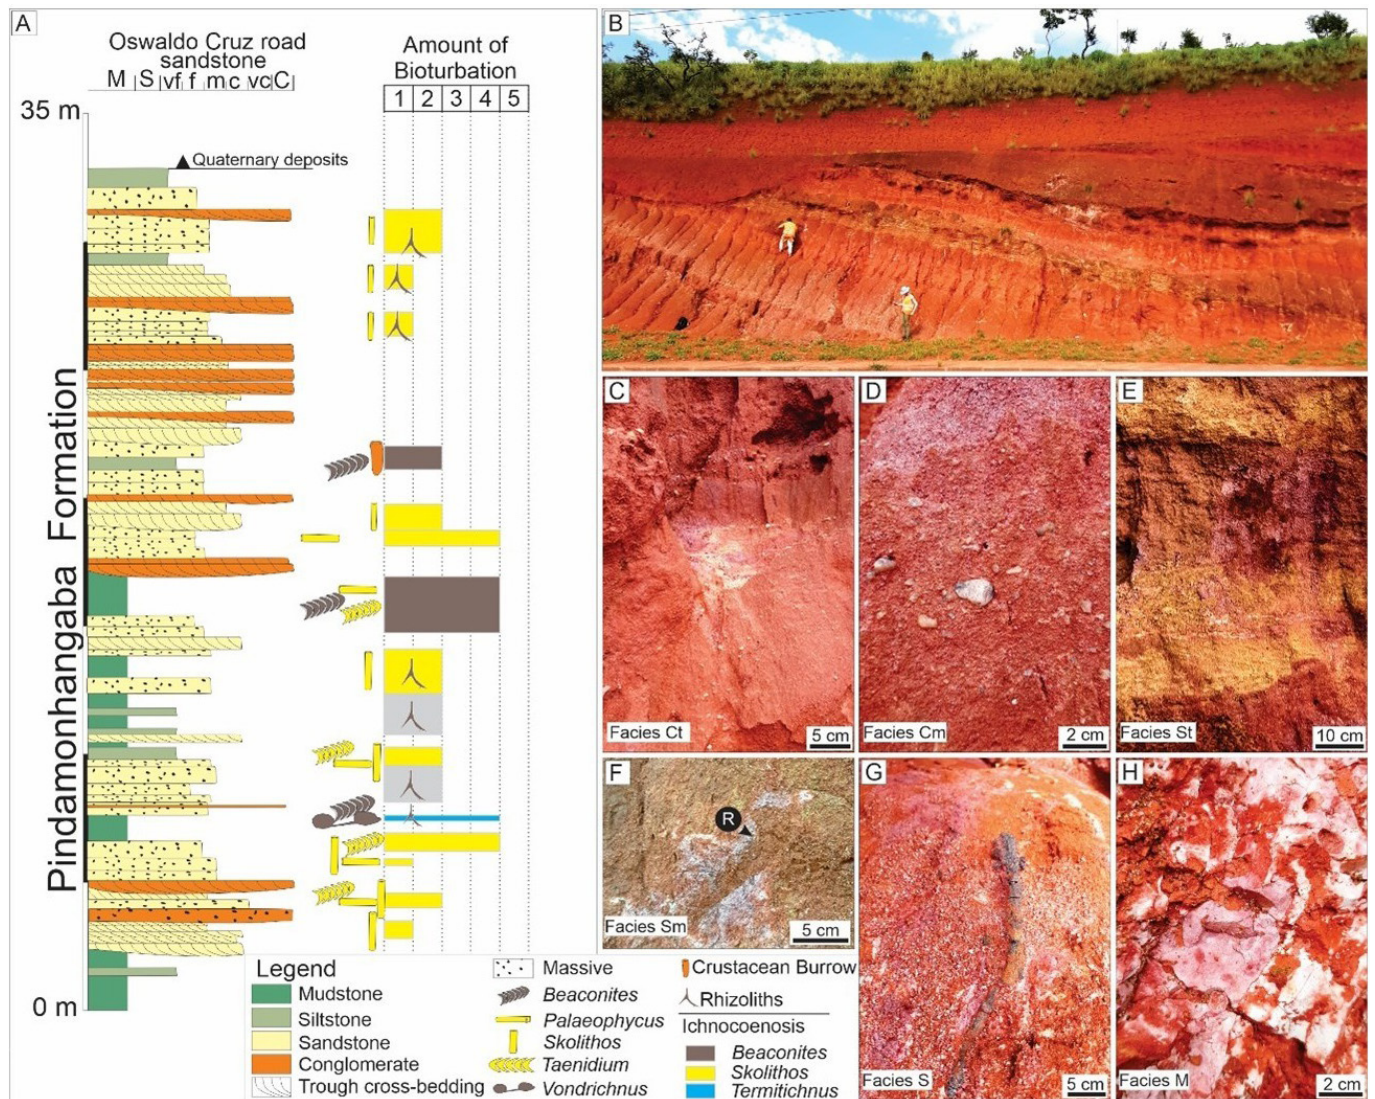 A
Oswaldo Cruz road
sandstone
M S vf f m c vc C
Amount of
Bioturbation
1 2 3 4 5
35 m
Quaternary deposits
Pindamonhangaba Formation
0 m
Legend
Mudstone
Siltstone
Sandstone
Conglomerate
Trough cross-bedding
Massive
Beaconites
Palaeophycus
Skolithos
Taenidium
Vondrichnus
Crustacean Burrow
Rhizoliths
Ichnocoenosis
Beaconites
Skolithos
Termitichnus
B
C
Facies Ct
5 cm
D
Facies Cm
2 cm
E
Facies St
10 cm
F
R
Facies Sm
5 cm
G
Facies S
5 cm
H
Facies M
2 cm